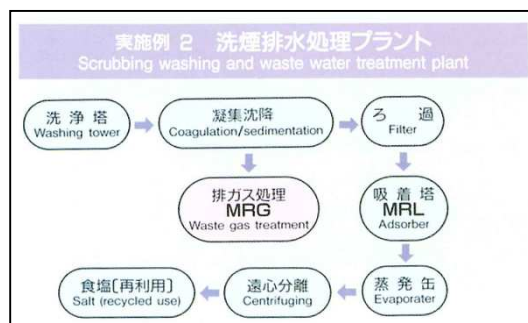 実施例 2 洗煙排水処理プラント
Scrubbing washing and waste water treatment plant
洗浄塔
Washing tower
凝集沈降
Coagulation/sedimentation
ろ 過
Filter
排ガス処理
MRG
Waste gas treatment
吸着塔
MRL
Adsorber
食塩[再利用]
Salt (recycled use)
遠心分離
Centrifuging
蒸発缶
Evaporater